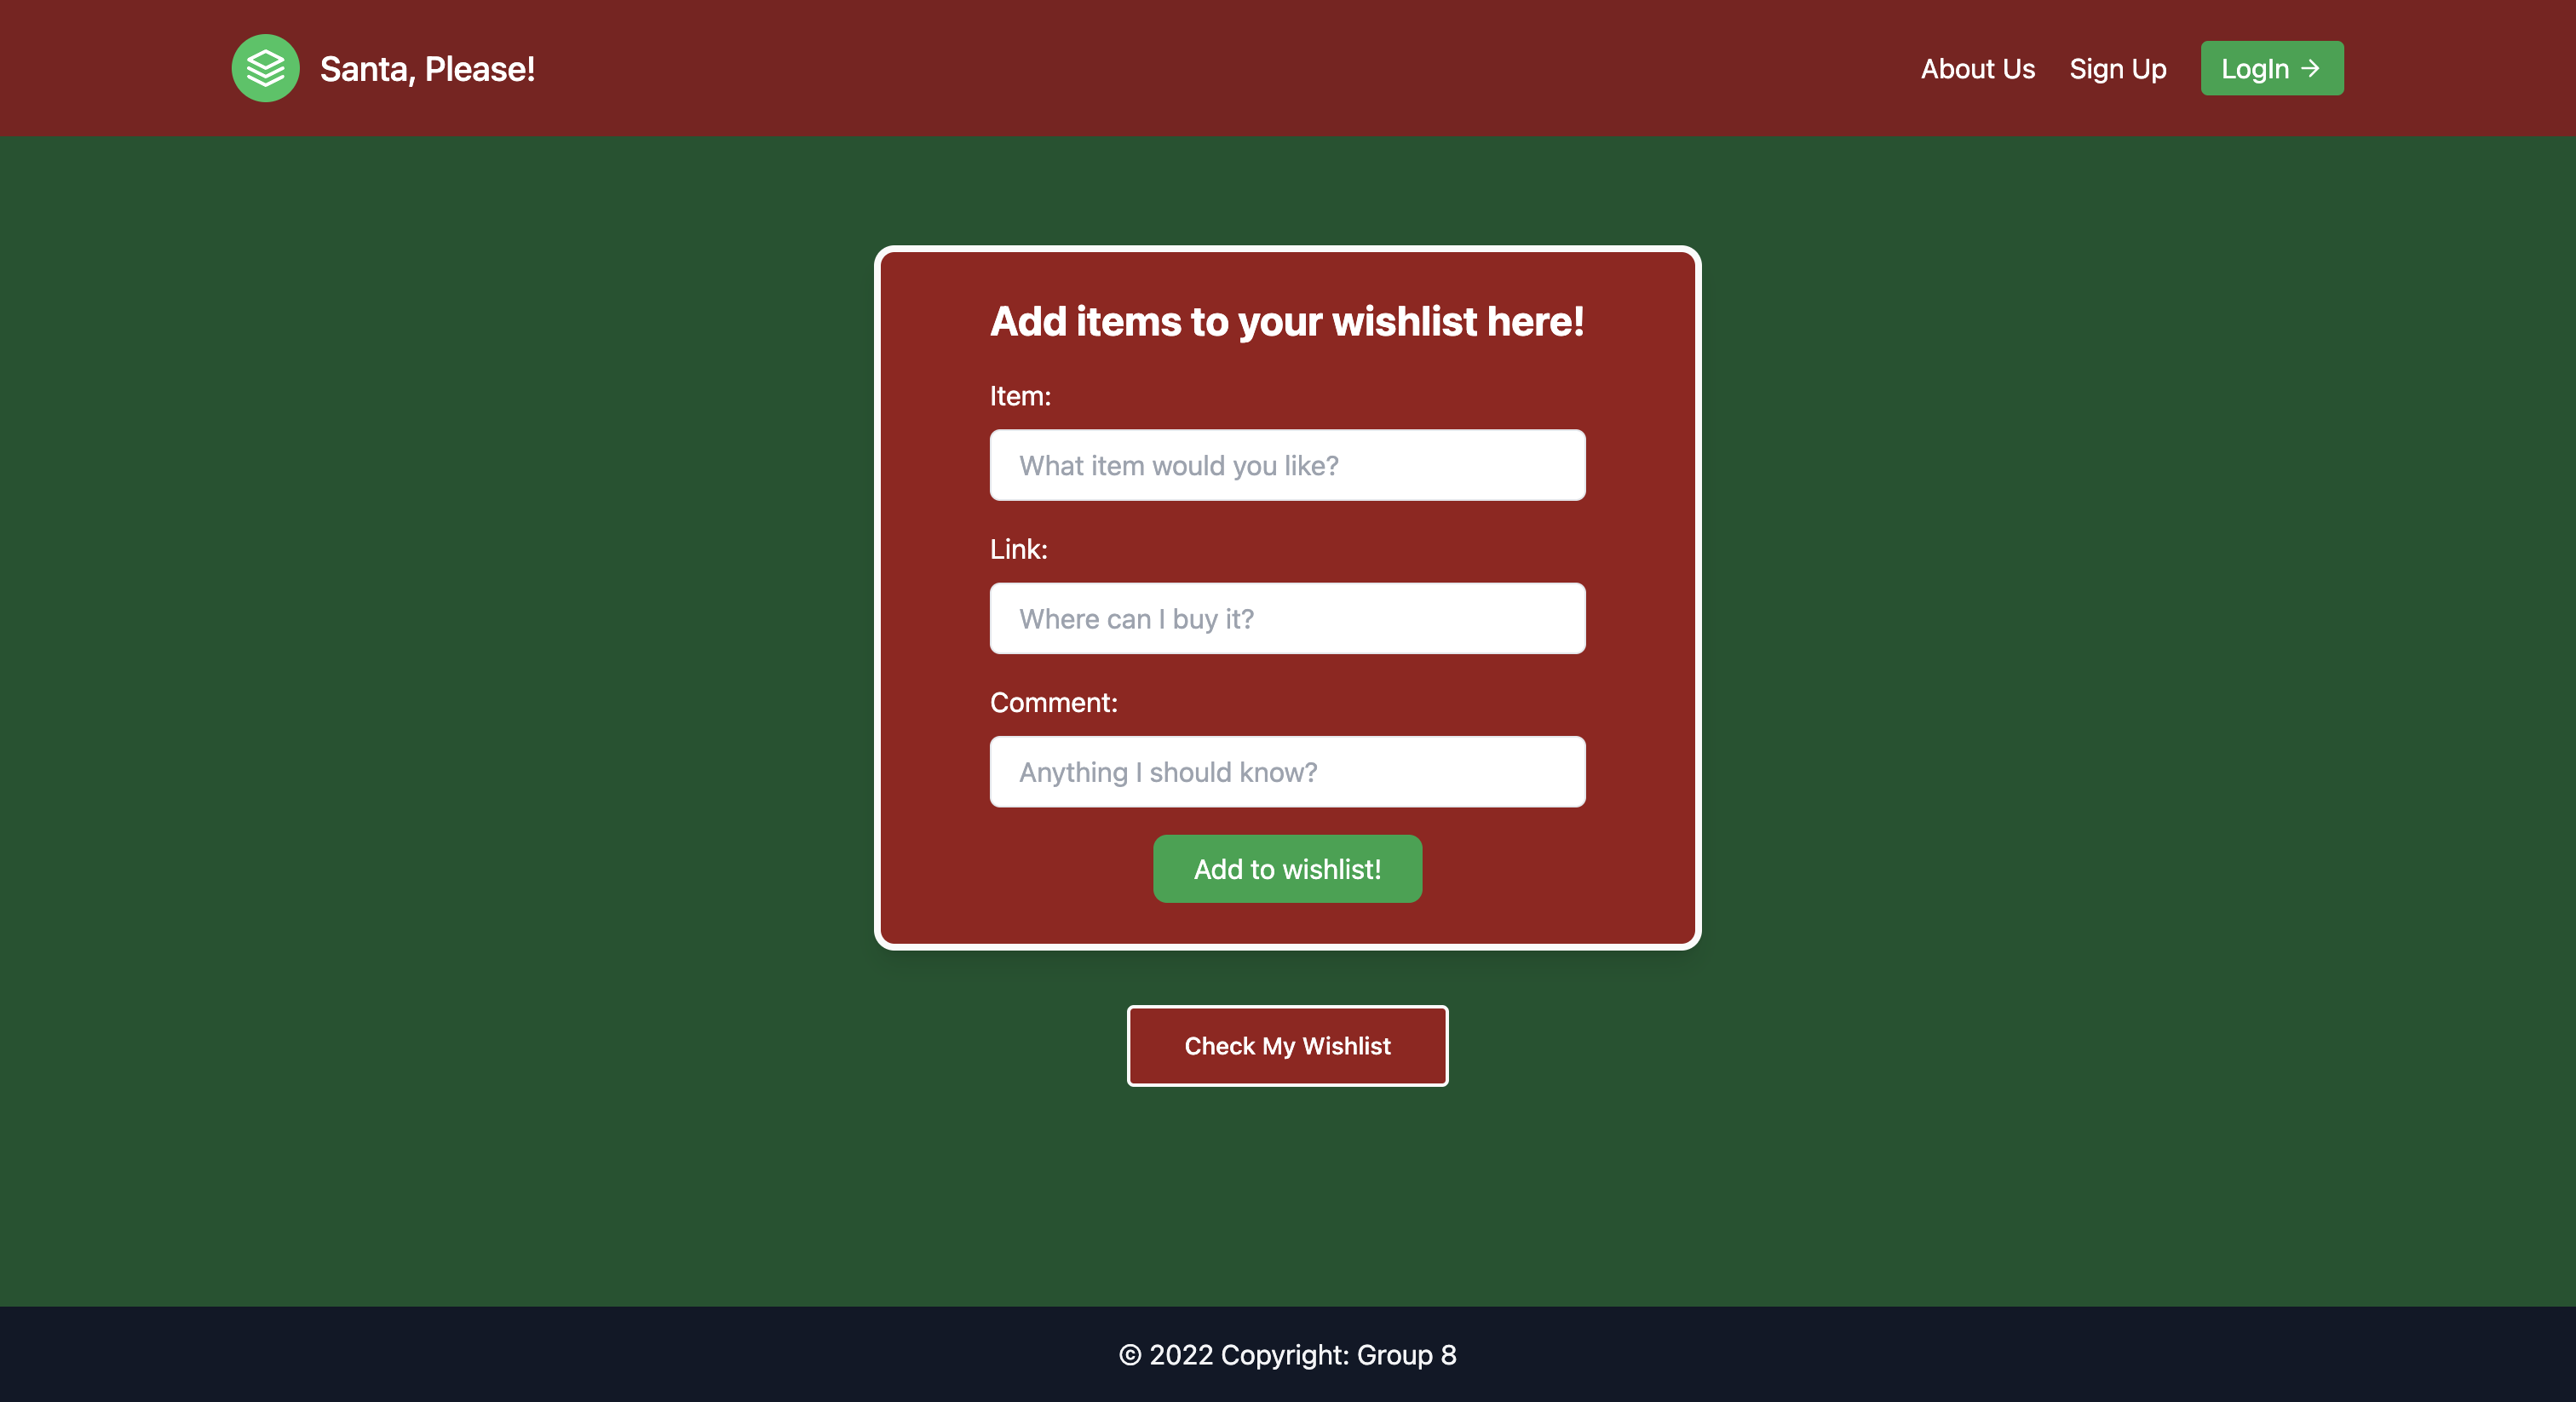 Santa, Please!
About Us
Sign Up
LogIn →
Add items to your wishlist here!
Item:
What item would you like?
Link:
Where can I buy it?
Comment:
Anything I should know?
Add to wishlist!
Check My Wishlist
© 2022 Copyright: Group 8